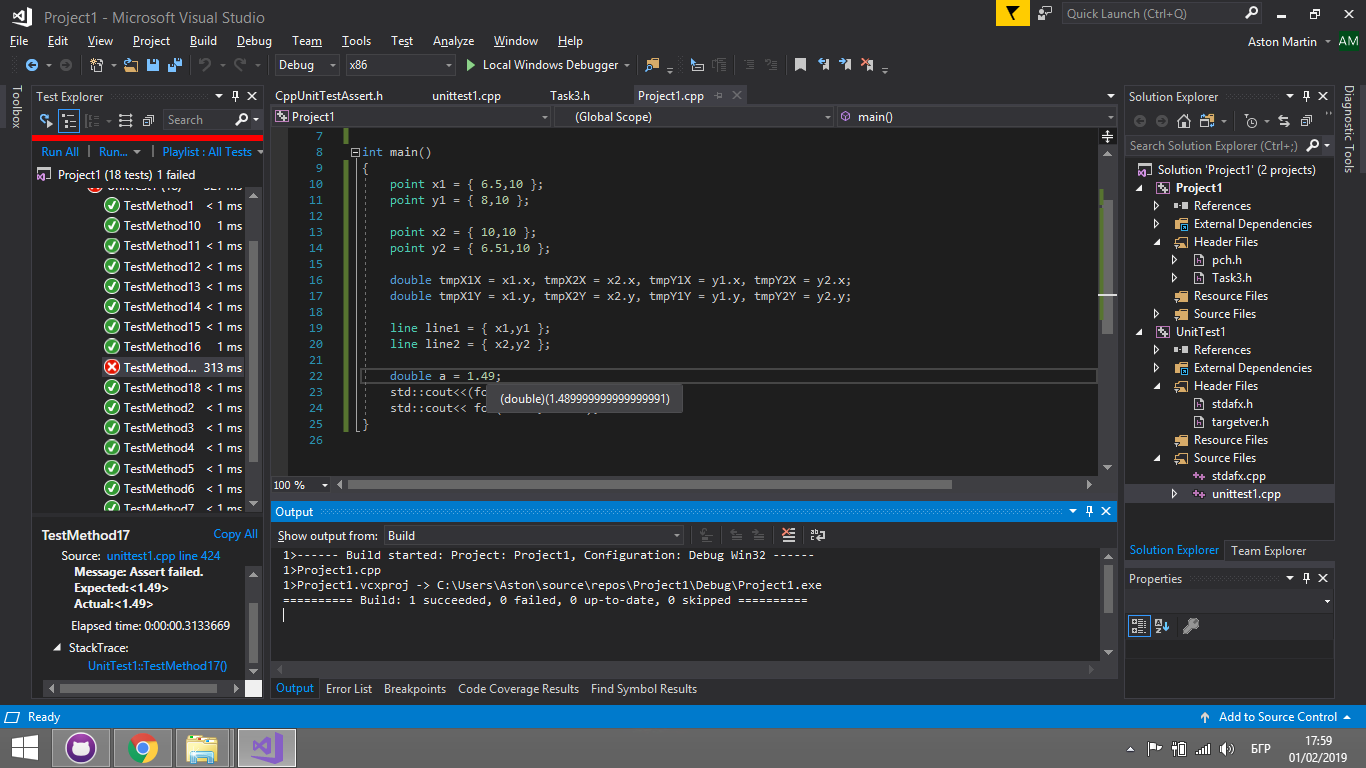 Project1 - Microsoft Visual Studio
Quick Launch (Ctrl+Q)
File Edit View Project Build Debug Team Tools Test Analyze Window Help
Aston Martin AM
Debug x86 Local Windows Debugger
Toolbox
Test Explorer
Search
Run All | Run... | Playlist : All Tests
Project1 (18 tests) 1 failed
TestMethod1 < 1 ms
TestMethod10 1 ms
TestMethod11 < 1 ms
TestMethod12 < 1 ms
TestMethod13 < 1 ms
TestMethod14 < 1 ms
TestMethod15 < 1 ms
TestMethod16 1 ms
TestMethod... 313 ms
TestMethod18 < 1 ms
TestMethod2 < 1 ms
TestMethod3 < 1 ms
TestMethod4 < 1 ms
TestMethod5 < 1 ms
TestMethod6 < 1 ms
TestMethod7 < 1 ms
TestMethod17 Copy All
Source: unittest1.cpp line 424
Message: Assert failed.
Expected:<1.49>
Actual:<1.49>
Elapsed time: 0:00:00.3133669
StackTrace:
UnitTest1::TestMethod17()
CppUnitTestAssert.h unittest1.cpp Task3.h Project1.cpp
Project1 (Global Scope) main()
7
8 int main()
9 {
10 point x1 = { 6.5,10 };
11 point y1 = { 8,10 };
12
13 point x2 = { 10,10 };
14 point y2 = { 6.51,10 };
15
16 double tmpX1X = x1.x, tmpX2X = x2.x, tmpY1X = y1.x, tmpY2X = y2.x;
17 double tmpX1Y = x1.y, tmpX2Y = x2.y, tmpY1Y = y1.y, tmpY2Y = y2.y;
18
19 line line1 = { x1,y1 };
20 line line2 = { x2,y2 };
21
22 double a = 1.49;
23 std::cout<<(fc
(double)(1.4899999999999999991)
24 std::cout<<
25 }
26
100 %
Output
Show output from: Build
1>------ Build started: Project: Project1, Configuration: Debug Win32 ------
1>Project1.cpp
1>Project1.vcxproj -> C:\Users\Aston\source\repos\Project1\Debug\Project1.exe
========== Build: 1 succeeded, 0 failed, 0 up-to-date, 0 skipped ==========
Output Error List Breakpoints Code Coverage Results Find Symbol Results
Solution Explorer
Search Solution Explorer (Ctrl+;)
Solution 'Project1' (2 projects)
Project1
References
External Dependencies
Header Files
pch.h
Task3.h
Resource Files
Source Files
UnitTest1
References
External Dependencies
Header Files
stdafx.h
targetver.h
Resource Files
Source Files
stdafx.cpp
unittest1.cpp
Solution Explorer Team Explorer
Properties
Diagnostic Tools
Ready
Add to Source Control
БГР
17:59
01/02/2019